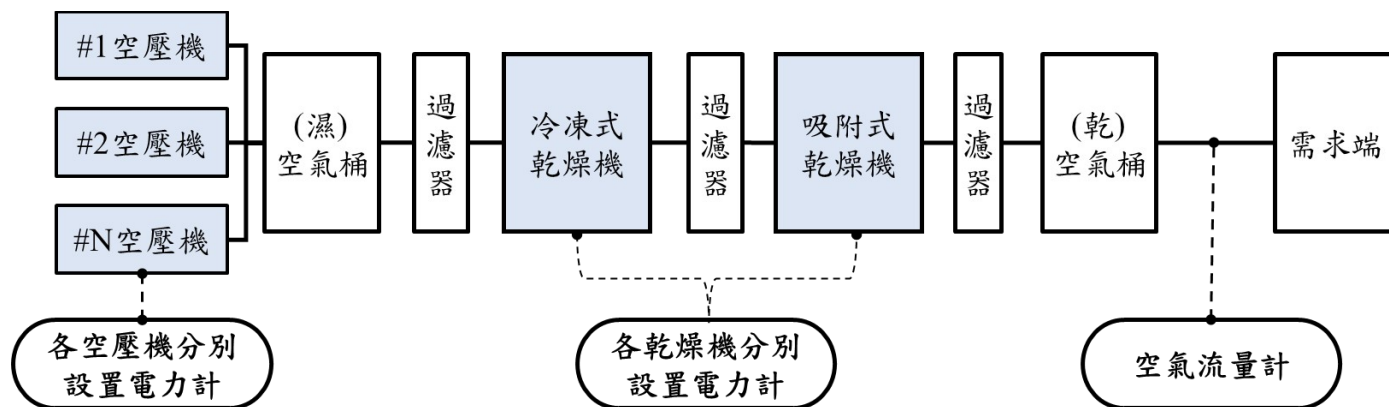 #1空壓機
#2空壓機
#N空壓機
(濕)
空氣桶
過
濾
器
冷凍式
乾燥機
過
濾
器
吸附式
乾燥機
過
濾
器
(乾)
空氣桶
需求端
各空壓機分別
設置電力計
各乾燥機分別
設置電力計
空氣流量計